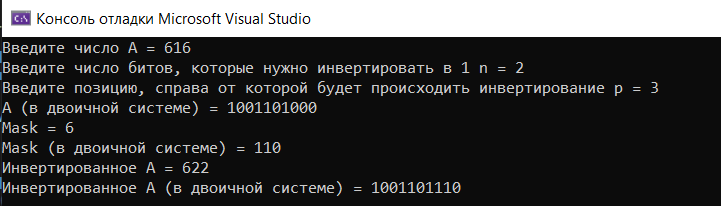 Консоль отладки Microsoft Visual Studio
Введите число A = 616
Введите число битов, которые нужно инвертировать в 1 n = 2
Введите позицию, справа от которой будет происходить инвертирование p = 3
A (в двоичной системе) = 1001101000
Mask = 6
Mask (в двоичной системе) = 110
Инвертированное A = 622
Инвертированное A (в двоичной системе) = 1001101110